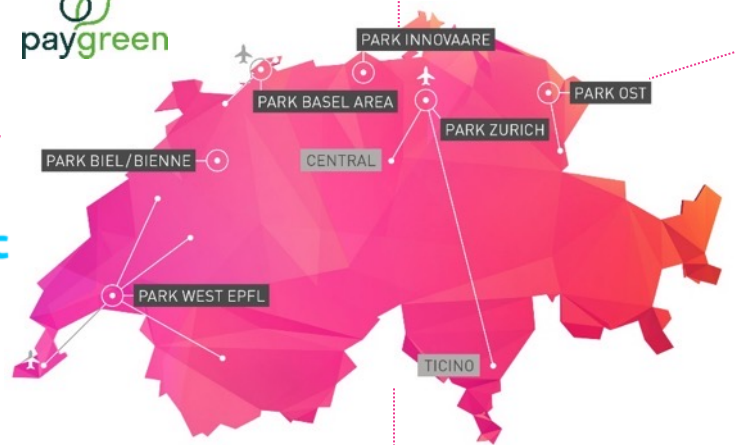 paygreen
PARK INNOVAARE
PARK BASEL AREA
PARK OST
PARK ZURICH
PARK BIEL/BIENNE
CENTRAL
PARK WEST EPFL
TICINO